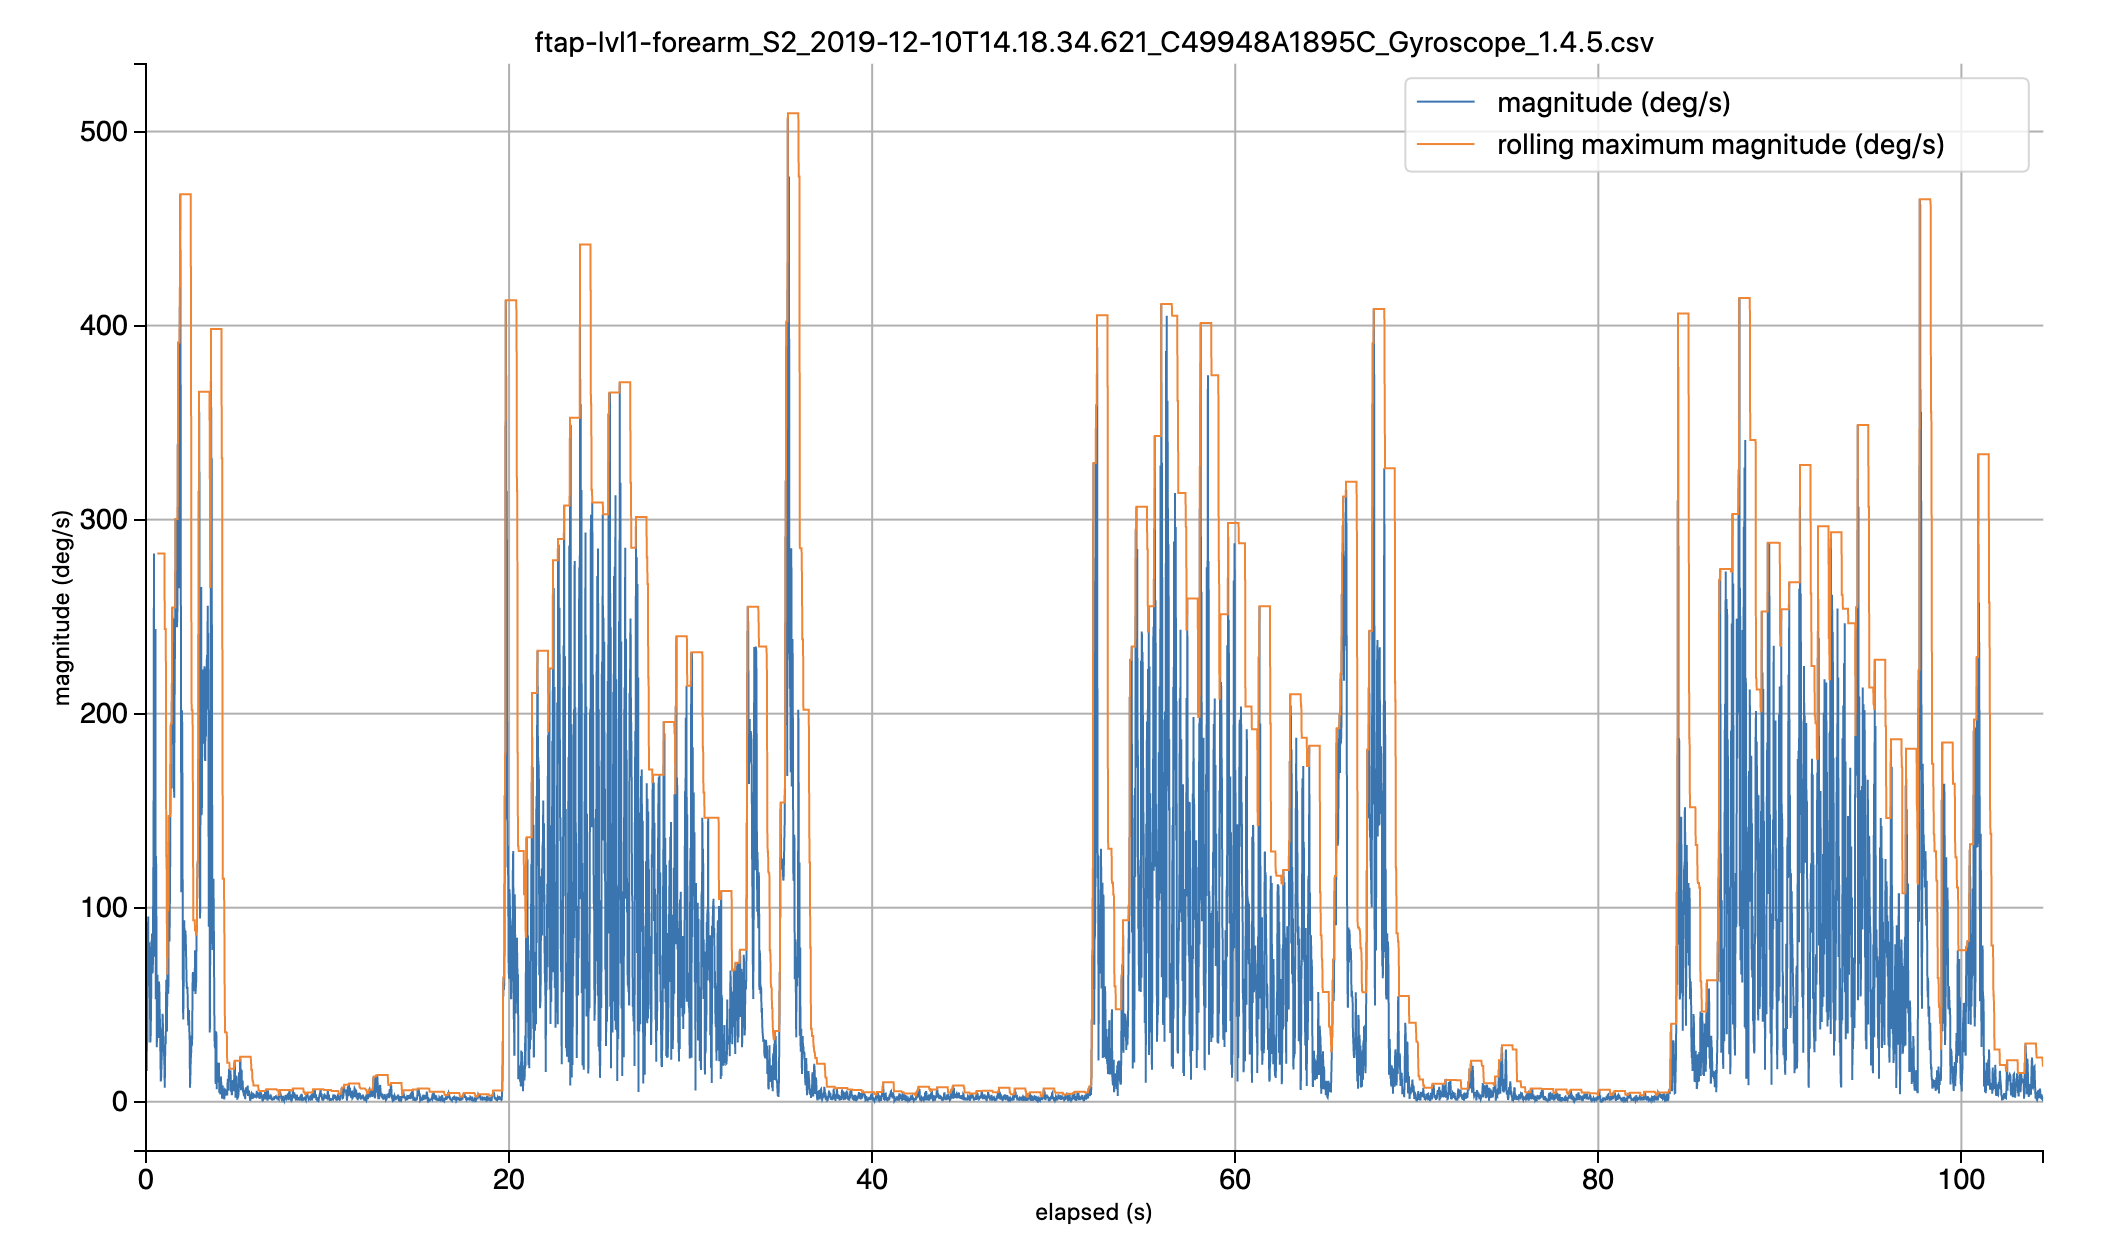 ftap-lvl1-forearm_S2_2019-12-10T14.18.34.621_C49948A1895C_Gyroscope_1.4.5.csv
magnitude (deg/s)
rolling maximum magnitude (deg/s)
500
400
300
200
100
0
magnitude (deg/s)
0 20 40 60 80 100
elapsed (s)